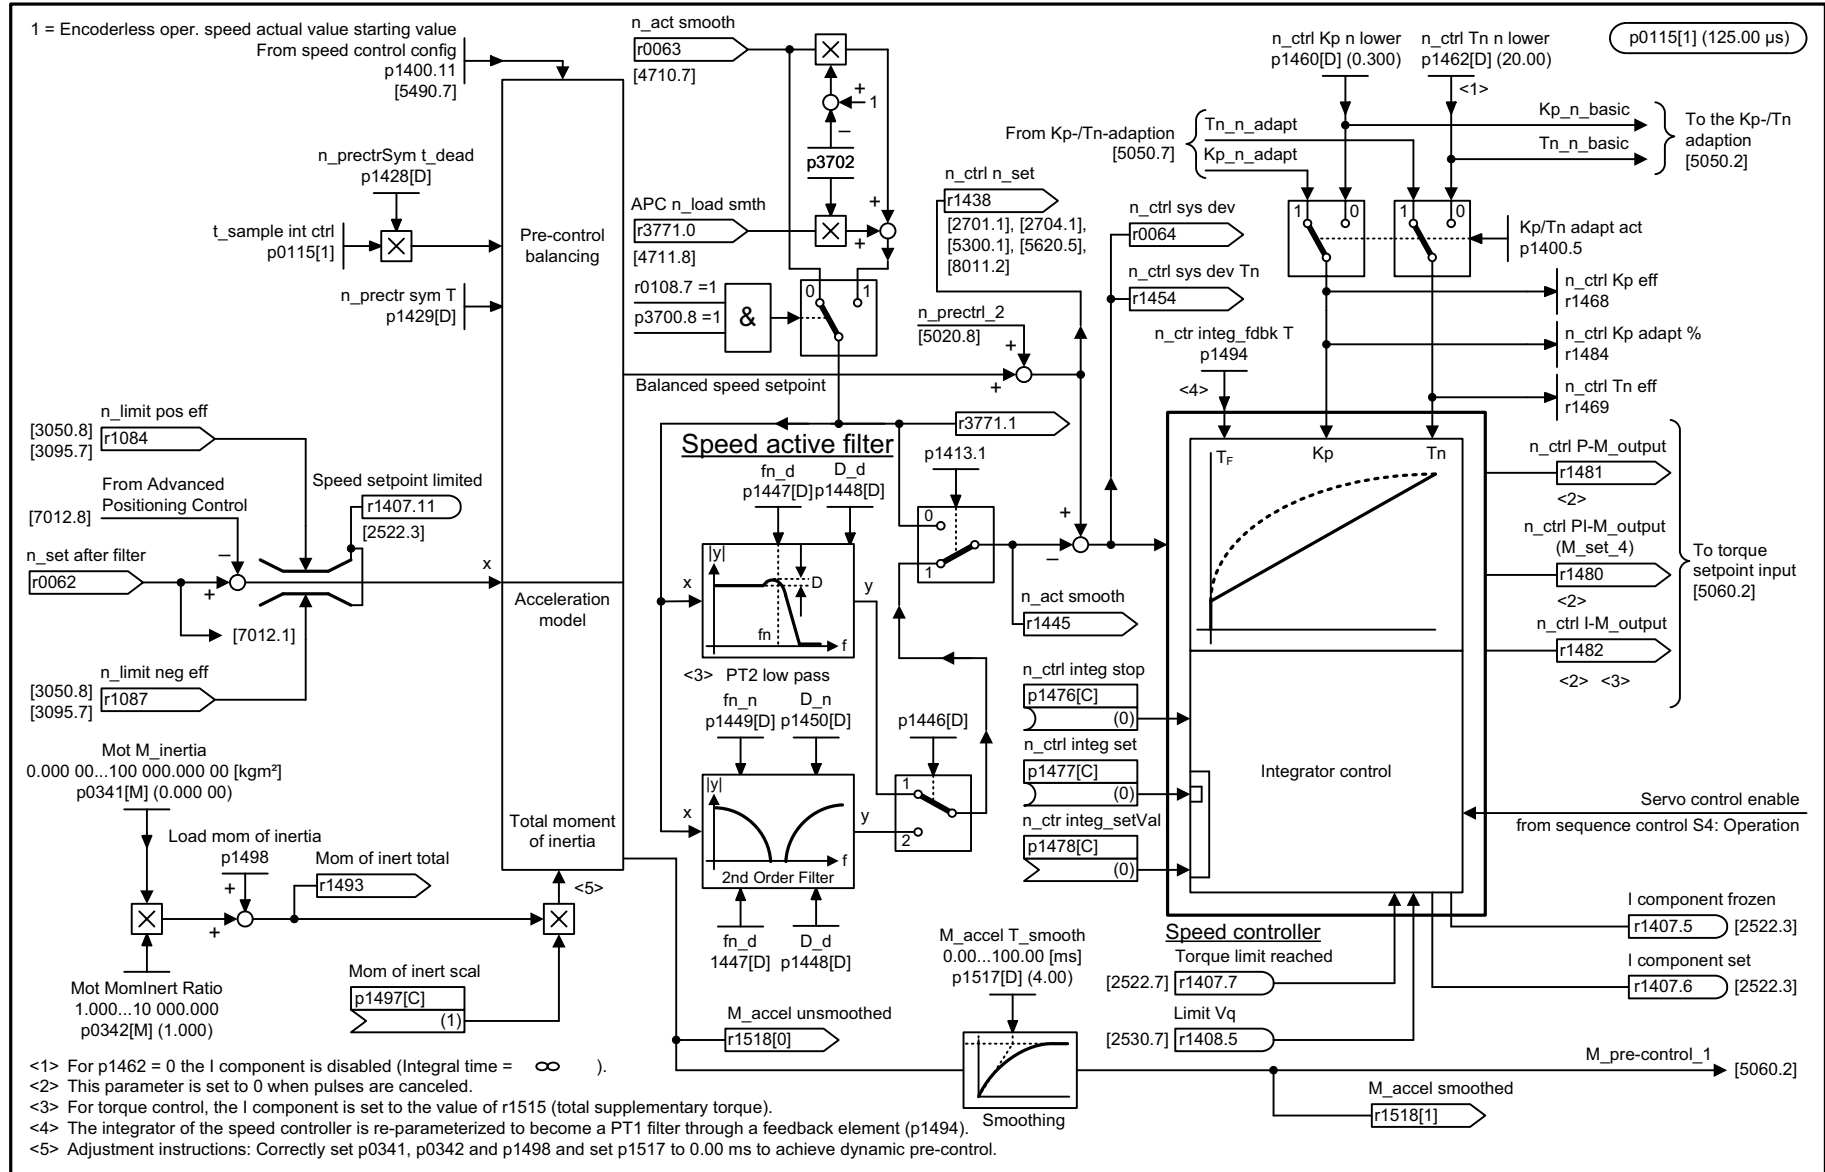 1 = Encoderless oper. speed actual value starting value
From speed control config
p1400.11
[5490.7]
n_prectrSym t_dead
p1428[D]
t_sample int ctrl
p0115[1]
n_prectr sym T
p1429[D]
Pre-control
balancing
Acceleration
model
Total moment
of inertia
n_act smooth
r0063
[4710.7]
+
1
–
p3702
APC n_load smth
r3771.0
[4711.8]
+
+
r0108.7 =1
p3700.8 =1
&
0
1
n_ctrl n_set
r1438
[2701.1], [2704.1],
[5300.1], [5620.5],
[8011.2]
n_prectrl_2
[5020.8]
+
+
Balanced speed setpoint
n_ctrl sys dev
r0064
n_ctrl sys dev Tn
r1454
n_ctr integ_fdbk T
p1494
<4>
n_ctrl Kp n lower
p1460[D] (0.300)
n_ctrl Tn n lower
p1462[D] (20.00)
<1>
p0115[1] (125.00 µs)
From Kp-/Tn-adaption
[5050.7]
Tn_n_adapt
Kp_n_adapt
Kp_n_basic
Tn_n_basic
To the Kp-/Tn
adaption
[5050.2]
1
0
1
0
Kp/Tn adapt act
p1400.5
n_ctrl Kp eff
r1468
n_ctrl Kp adapt %
r1484
n_ctrl Tn eff
r1469
n_limit pos eff
[3050.8]
[3095.7]
r1084
From Advanced
Positioning Control
[7012.8]
Speed setpoint limited
r1407.11
[2522.3]
n_set after filter
r0062
–
+
x
[7012.1]
n_limit neg eff
[3050.8]
[3095.7]
r1087
r3771.1
Speed active filter
fn_d
p1447[D]
D_d
p1448[D]
|y|
D
x
y
fn
f
<3> PT2 low pass
fn_n
p1449[D]
D_n
p1450[D]
|y|
x
y
f
2nd Order Filter
fn_d
1447[D]
D_d
p1448[D]
p1413.1
0
1
p1446[D]
1
2
+
–
n_act smooth
r1445
TF
Kp
Tn
n_ctrl integ stop
p1476[C]
(0)
n_ctrl integ set
p1477[C]
(0)
n_ctr integ_setVal
p1478[C]
(0)
Integrator control
Speed controller
n_ctrl P-M_output
r1481
<2>
n_ctrl PI-M_output
(M_set_4)
r1480
<2>
n_ctrl I-M_output
r1482
<2> <3>
To torque
setpoint input
[5060.2]
Servo control enable
from sequence control S4: Operation
I component frozen
r1407.5
[2522.3]
I component set
r1407.6
[2522.3]
Torque limit reached
[2522.7]
r1407.7
Limit Vq
[2530.7]
r1408.5
Mot M_inertia
0.000 00...100 000.000 00 [kgm²]
p0341[M] (0.000 00)
Load mom of inertia
p1498
+
+
Mom of inert total
r1493
<5>
Mot MomInert Ratio
1.000...10 000.000
p0342[M] (1.000)
Mom of inert scal
p1497[C]
(1)
M_accel unsmoothed
r1518[0]
M_accel T_smooth
0.00...100.00 [ms]
p1517[D] (4.00)
Smoothing
M_pre-control_1
[5060.2]
M_accel smoothed
r1518[1]
<1> For p1462 = 0 the I component is disabled (Integral time = ∞ ).
<2> This parameter is set to 0 when pulses are canceled.
<3> For torque control, the I component is set to the value of r1515 (total supplementary torque).
<4> The integrator of the speed controller is re-parameterized to become a PT1 filter through a feedback element (p1494).
<5> Adjustment instructions: Correctly set p0341, p0342 and p1498 and set p1517 to 0.00 ms to achieve dynamic pre-control.